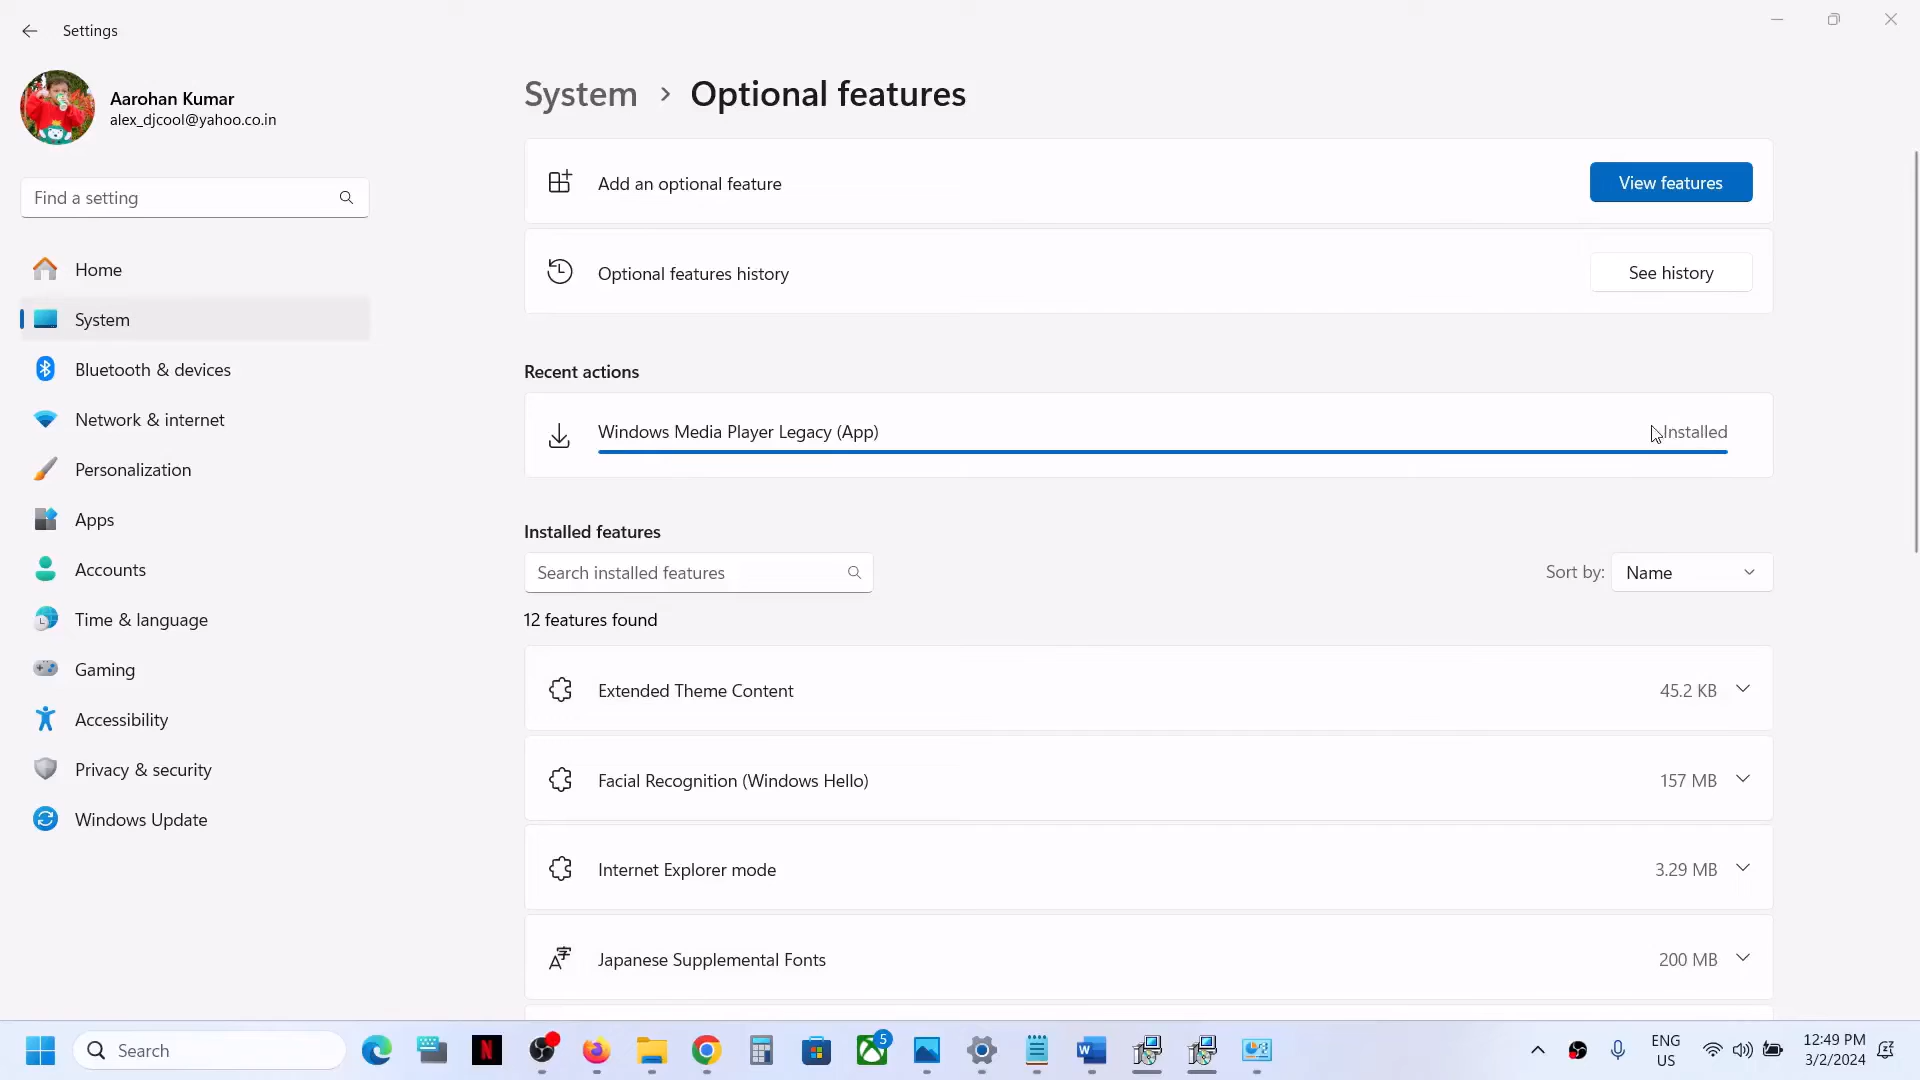 Settings
Aarohan Kumar
alex_djcool@yahoo.co.in
Find a setting
Home
System
Bluetooth & devices
Network & internet
Personalization
Apps
Accounts
Time & language
Gaming
Accessibility
Privacy & security
Windows Update
System > Optional features
Add an optional feature
View features
Optional features history
See history
Recent actions
Windows Media Player Legacy (App)
Installed
Installed features
Search installed features
Sort by: Name
12 features found
Extended Theme Content
45.2 KB
Facial Recognition (Windows Hello)
157 MB
Internet Explorer mode
3.29 MB
Japanese Supplemental Fonts
200 MB
Search
5
ENG
US
12:49 PM
3/2/2024